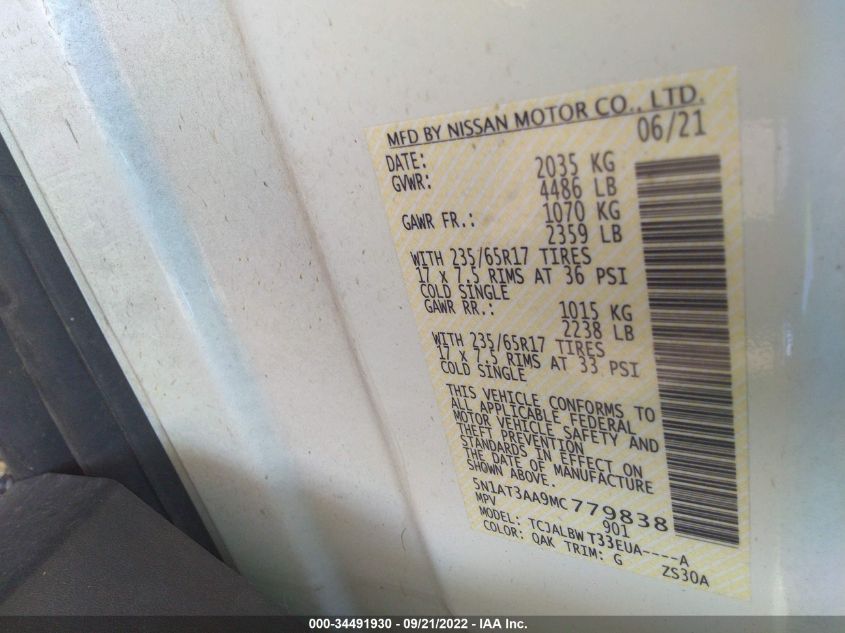 MFD BY NISSAN MOTOR CO., LTD.
DATE: 06/21
GVWR: 2035 KG
4486 LB
GAWR FR.: 1070 KG
2359 LB
WITH 235/65R17 TIRES
17 x 7.5 RIMS AT 36 PSI
COLD SINGLE
GAWR RR.: 1015 KG
2238 LB
WITH 235/65R17 TIRES
17 x 7.5 RIMS AT 33 PSI
COLD SINGLE
THIS VEHICLE CONFORMS TO
ALL APPLICABLE FEDERAL
MOTOR VEHICLE SAFETY AND
THEFT PREVENTION
STANDARDS IN EFFECT ON
THE DATE OF MANUFACTURE
SHOWN ABOVE.
5N1AT3AA9MC779838
MPV 901
MODEL: TCJALBWT33EUA----A
COLOR: QAK TRIM: G ZS30A
000-34491930 - 09/21/2022 - IAA Inc.